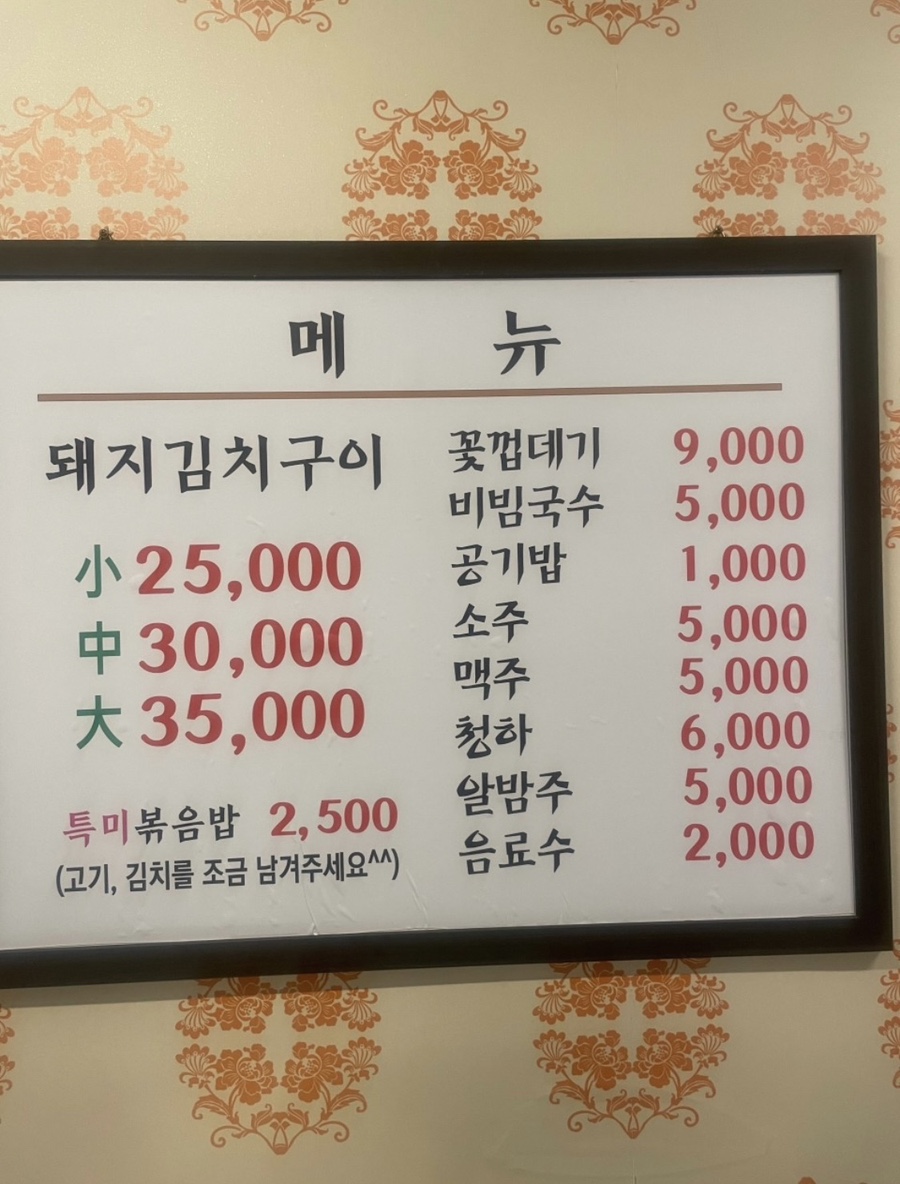 메 뉴
돼지김치구이
小 25,000
中 30,000
大 35,000
특미볶음밥 2,500
(고기, 김치를 조금 남겨주세요^^)
꽃껍데기 9,000
비빔국수 5,000
공기밥 1,000
소주 5,000
맥주 5,000
청하 6,000
알밤주 5,000
음료수 2,000